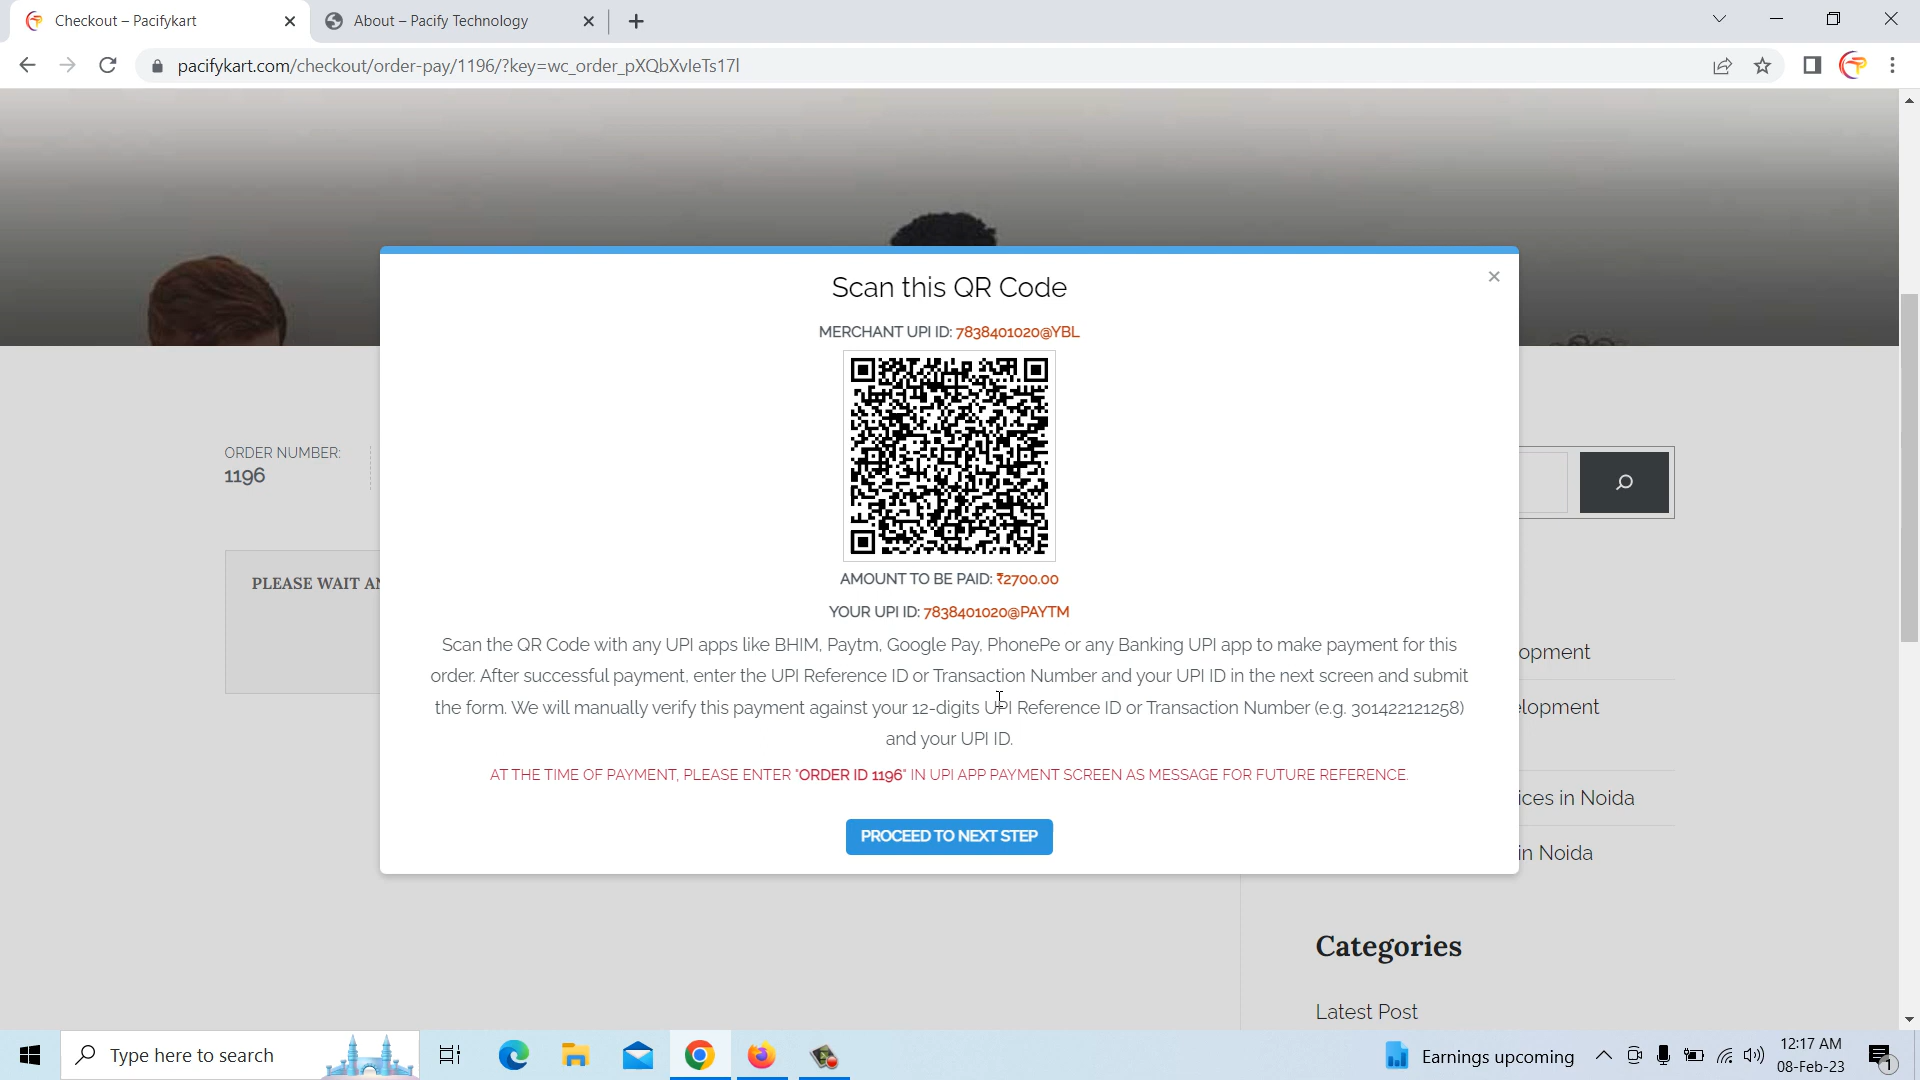 Checkout – Pacifykart
About – Pacify Technology
pacifykart.com/checkout/order-pay/1196/?key=wc_order_pXQbXvIeTs17l
Scan this QR Code
MERCHANT UPI ID: 7838401020@YBL
AMOUNT TO BE PAID: ₹2700.00
YOUR UPI ID: 7838401020@PAYTM
Scan the QR Code with any UPI apps like BHIM, Paytm, Google Pay, PhonePe or any Banking UPI app to make payment for this
order. After successful payment, enter the UPI Reference ID or Transaction Number and your UPI ID in the next screen and submit
the form. We will manually verify this payment against your 12-digits UPI Reference ID or Transaction Number (e.g. 301422121258)
and your UPI ID.
AT THE TIME OF PAYMENT, PLEASE ENTER "ORDER ID 1196" IN UPI APP PAYMENT SCREEN AS MESSAGE FOR FUTURE REFERENCE.
PROCEED TO NEXT STEP
ORDER NUMBER:
1196
PLEASE WAIT
opment
elopment
ices in Noida
in Noida
Categories
Latest Post
Type here to search
Earnings upcoming
12:17 AM
08-Feb-23
1